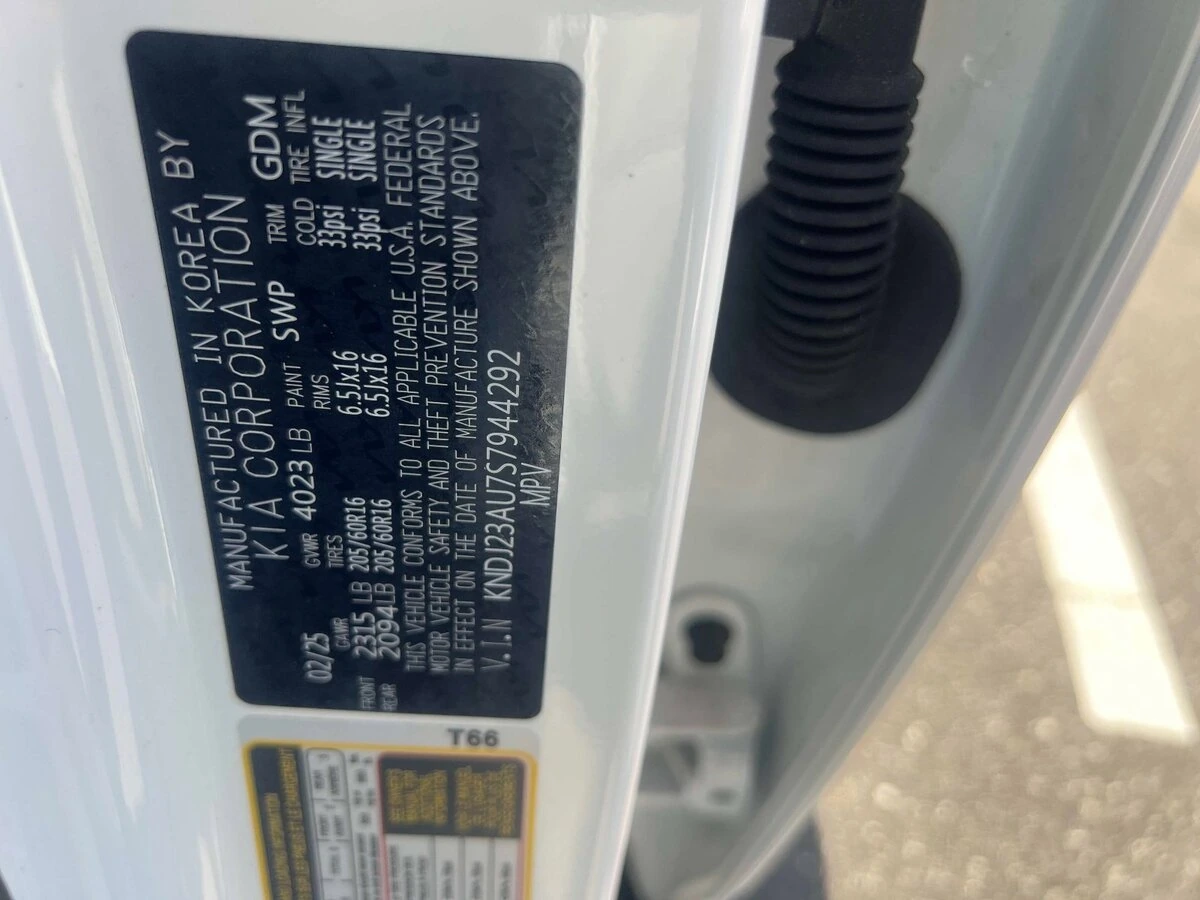 MANUFACTURED IN KOREA BY
KIA CORPORATION
02/25 GVWR 4023 LB PAINT SWP TRIM GDM
GAWR TIRES RIMS COLD TIRE INFL
FRONT 2315 LB 205/60R16 6.5Jx16 33psi SINGLE
REAR 2094 LB 205/60R16 6.5Jx16 33psi SINGLE
THIS VEHICLE CONFORMS TO ALL APPLICABLE U.S.A. FEDERAL
MOTOR VEHICLE SAFETY AND THEFT PREVENTION STANDARDS
IN EFFECT ON THE DATE OF MANUFACTURE SHOWN ABOVE.
V.I.N KNDJ23AU7S7944292
MPV
T66